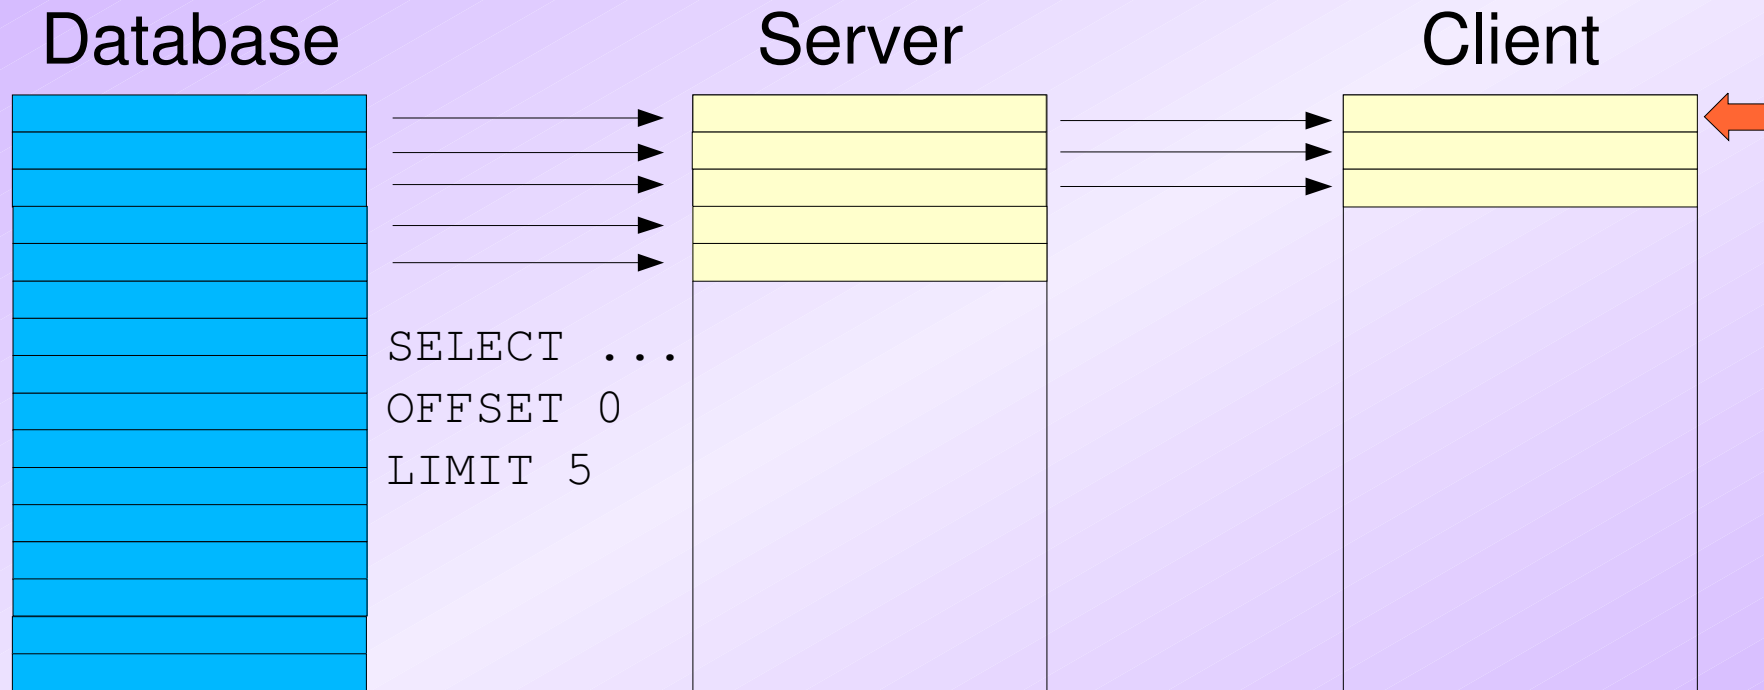 Database
Server
Client
SELECT ...
OFFSET 0
LIMIT 5